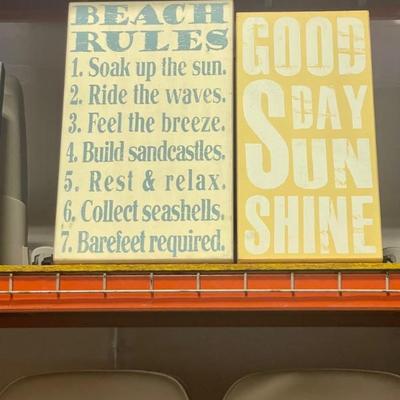 BEACH
RULES
1. Soak up the sun.
2. Ride the waves.
3. Feel the breeze.
4. Build sandcastles.
5. Rest & relax.
6. Collect seashells.
7. Barefeet required.
GOOD
DAY
SUN
SHINE